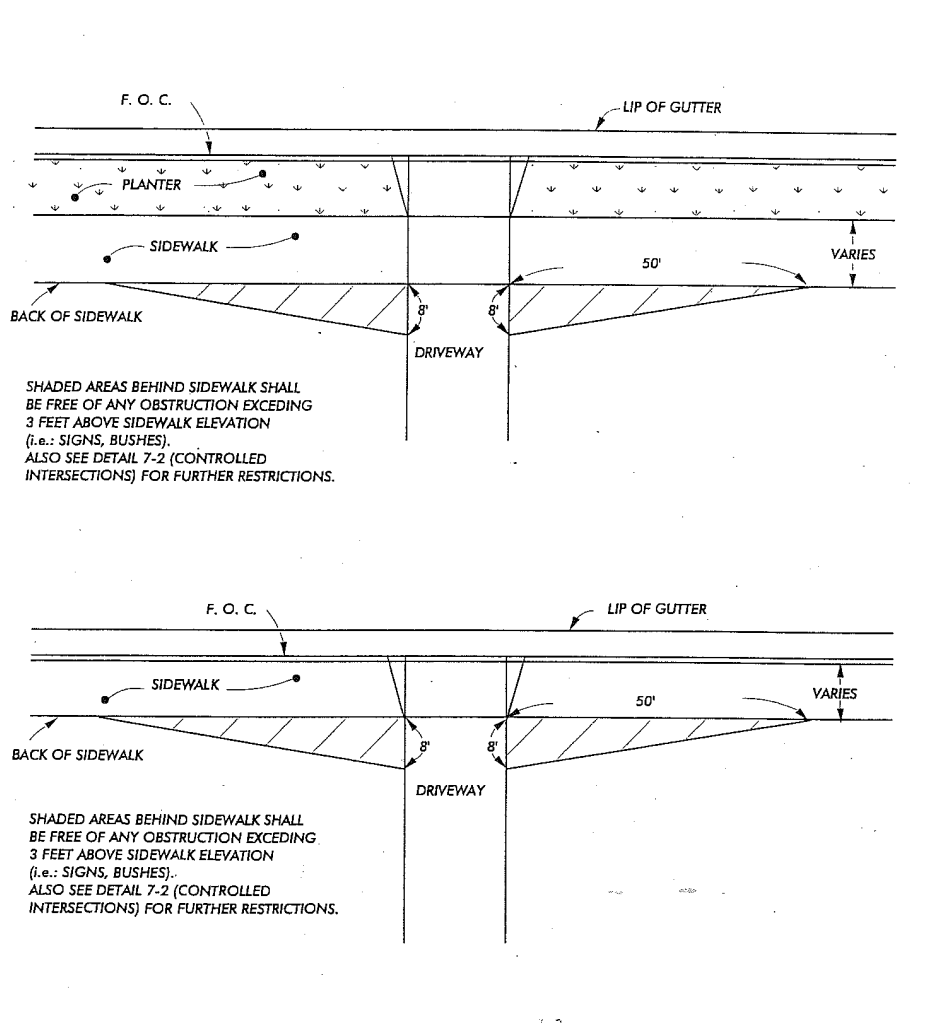 F. O. C.
LIP OF GUTTER
PLANTER
SIDEWALK
VARIES
50'
BACK OF SIDEWALK
8'
8'
DRIVEWAY
SHADED AREAS BEHIND SIDEWALK SHALL
BE FREE OF ANY OBSTRUCTION EXCEDING
3 FEET ABOVE SIDEWALK ELEVATION
(i.e.: SIGNS, BUSHES).
ALSO SEE DETAIL 7-2 (CONTROLLED
INTERSECTIONS) FOR FURTHER RESTRICTIONS.
F. O. C.
LIP OF GUTTER
SIDEWALK
VARIES
50'
BACK OF SIDEWALK
8'
8'
DRIVEWAY
SHADED AREAS BEHIND SIDEWALK SHALL
BE FREE OF ANY OBSTRUCTION EXCEDING
3 FEET ABOVE SIDEWALK ELEVATION
(i.e.: SIGNS, BUSHES).
ALSO SEE DETAIL 7-2 (CONTROLLED
INTERSECTIONS) FOR FURTHER RESTRICTIONS.